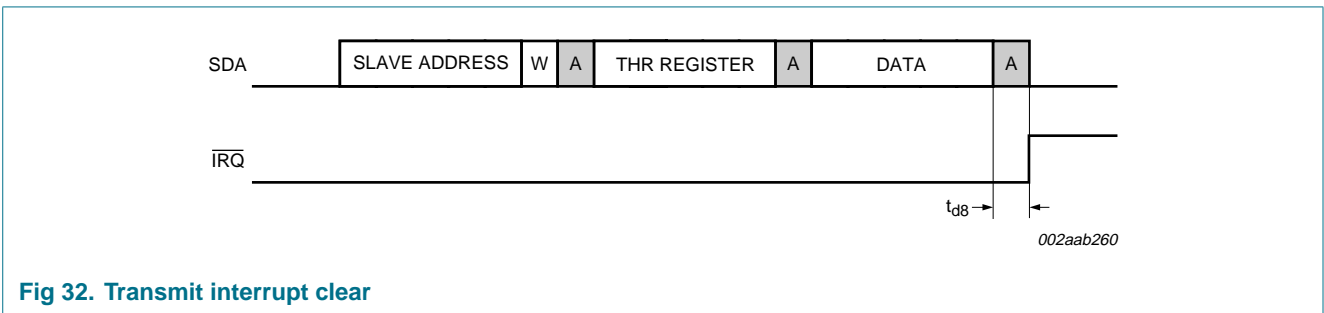 SDA SLAVE ADDRESS W A THR REGISTER A DATA A
IRQ
td8
002aab260
Fig 32. Transmit interrupt clear